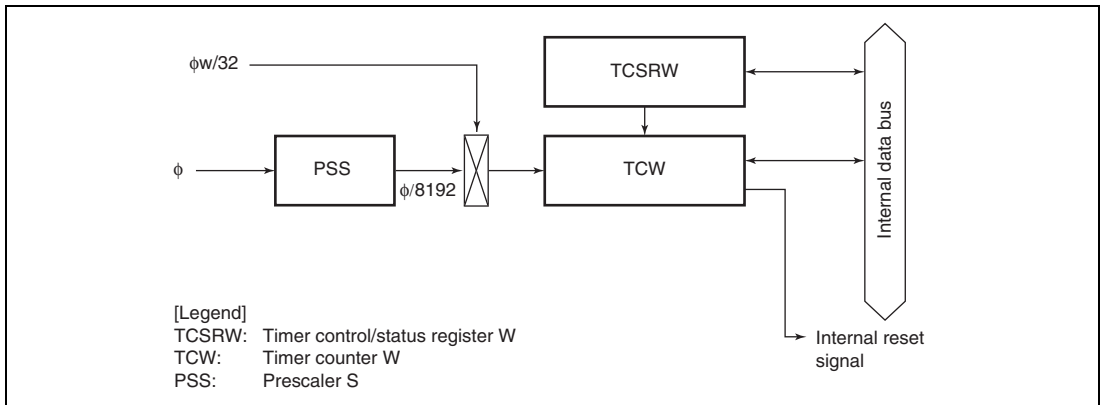 φw/32
TCSRW
φ
PSS
φ/8192
TCW
Internal data bus
[Legend]
TCSRW: Timer control/status register W
TCW: Timer counter W
PSS: Prescaler S
Internal reset
signal